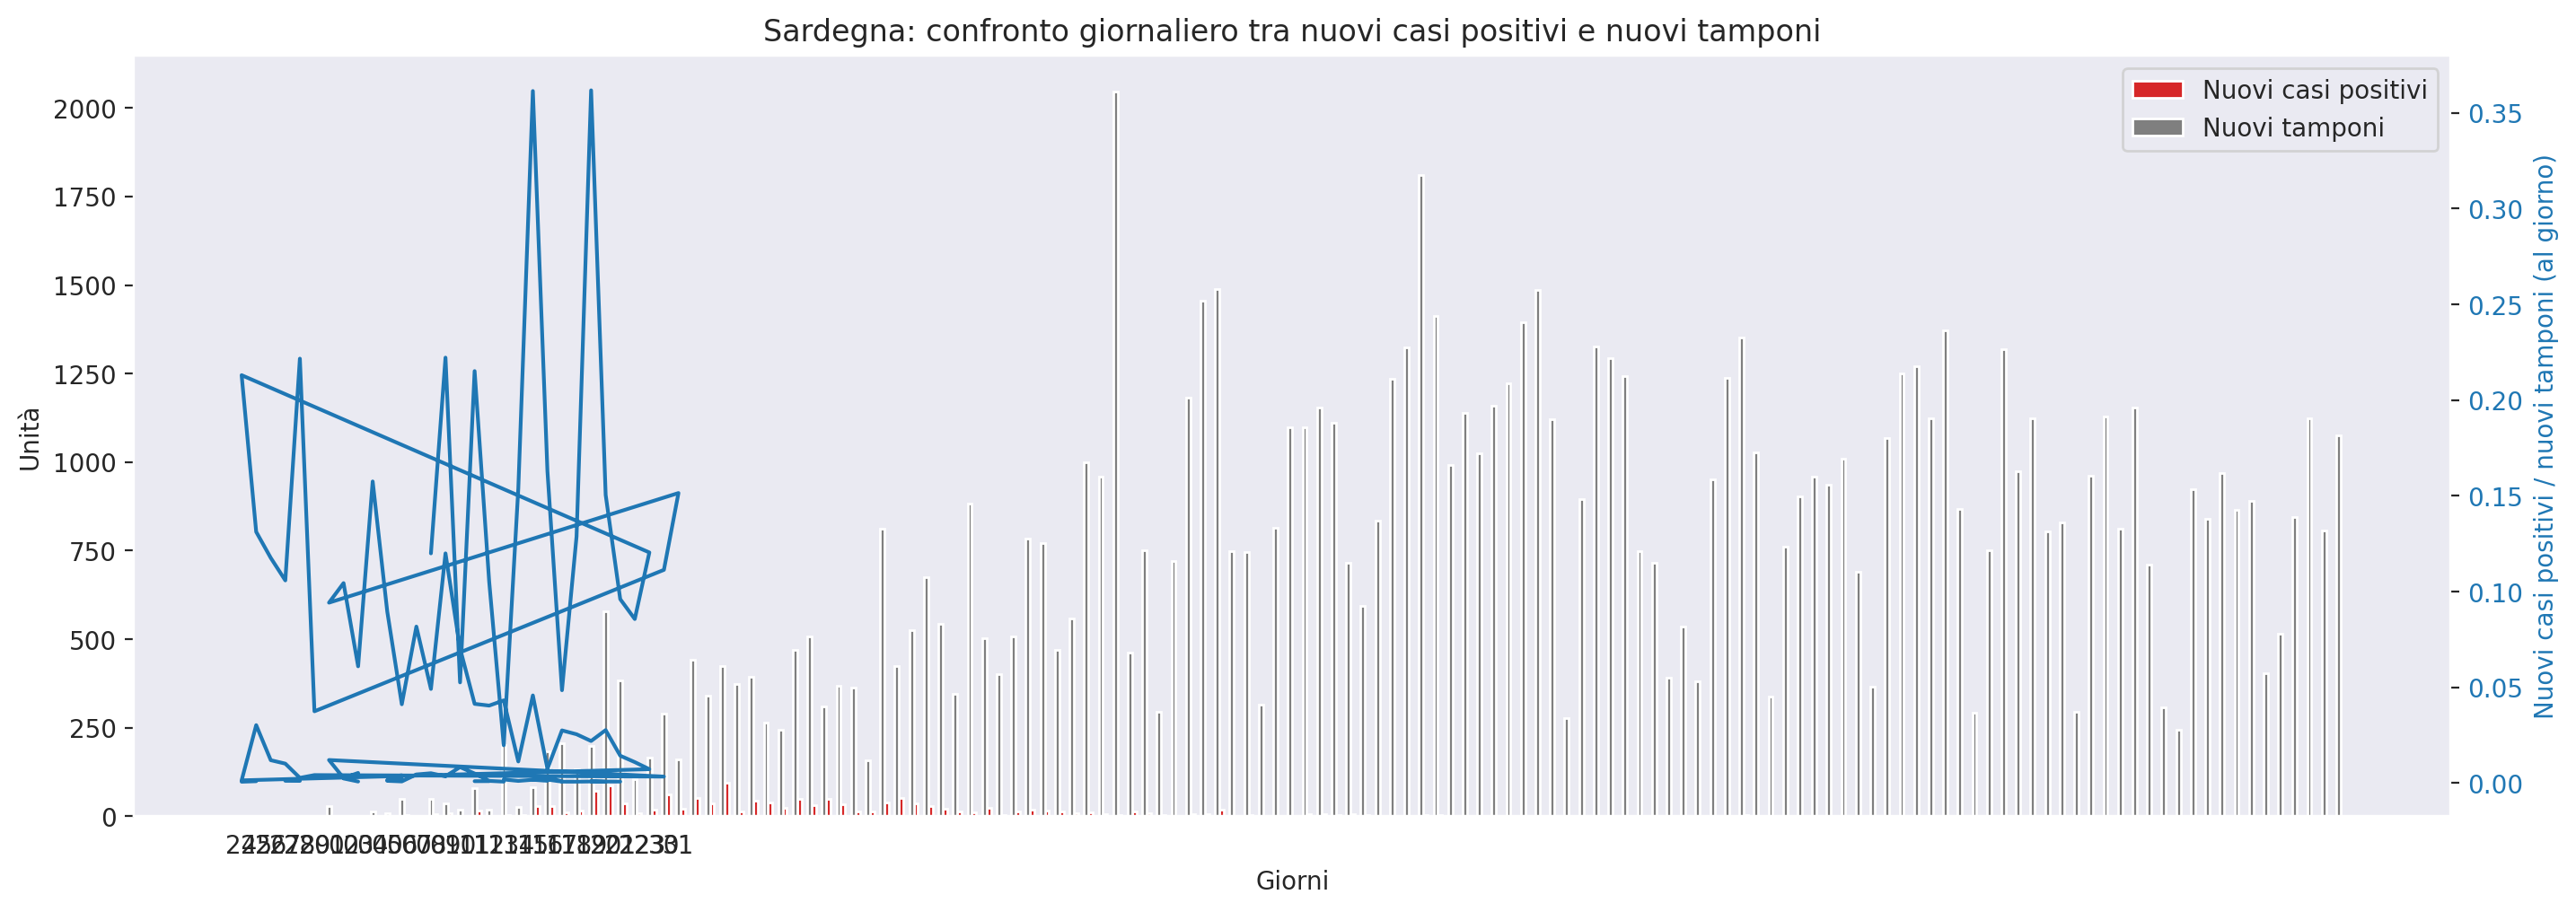 Sardegna: confronto giornaliero tra nuovi casi positivi e nuovi tamponi
Nuovi casi positivi
Nuovi tamponi
Unità
2000
1750
1500
1250
1000
750
500
250
0
0.35
0.30
0.25
0.20
0.15
0.10
0.05
0.00
Nuovi casi positivi / nuovi tamponi (al giorno)
Giorni